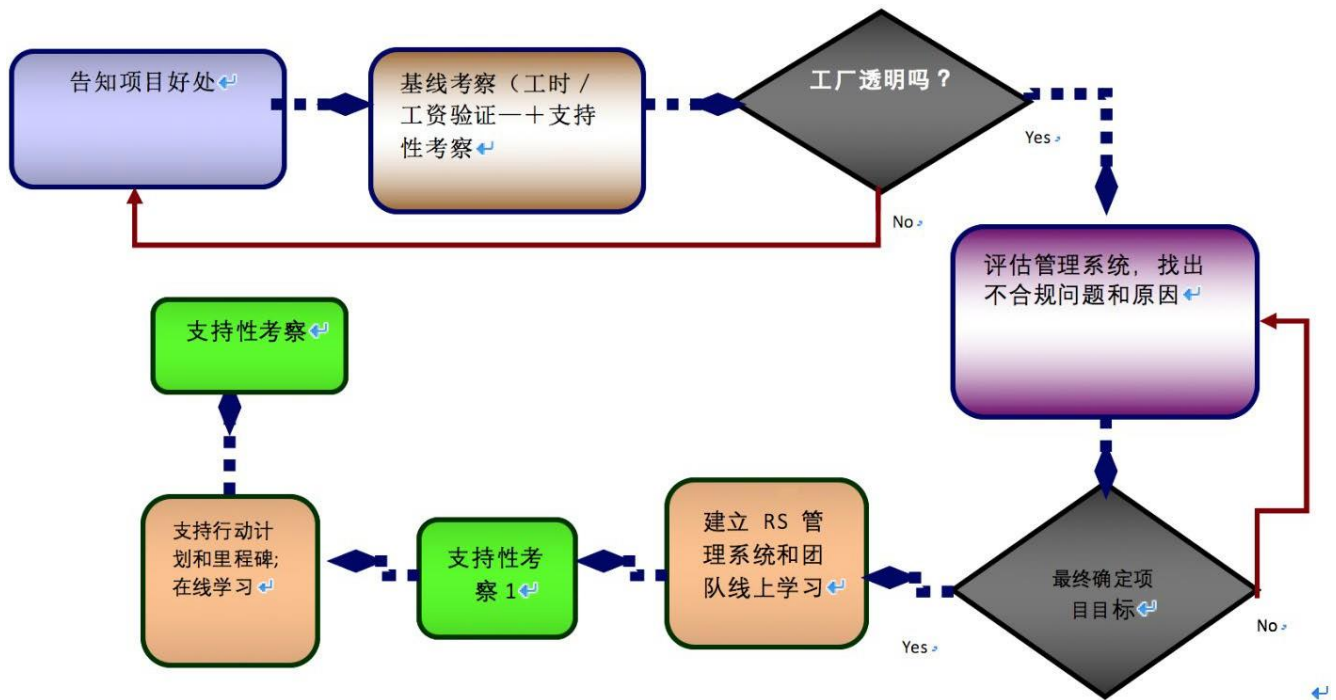 告知项目好处
基线考察（工时／
工资验证一＋支持
性考察
工厂透明吗？
Yes
No
评估管理系统，找出
不合规问题和原因
最终确定项
目目标
No
Yes
建立 RS 管
理系统和团
队线上学习
支持性考
察 1
支持行动计
划和里程碑;
在线学习
支持性考察